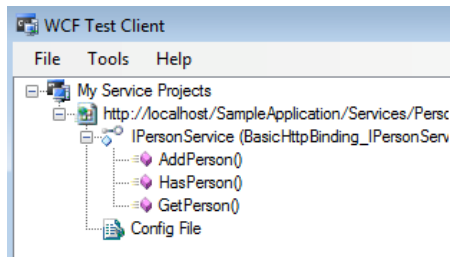 WCF Test Client
File Tools Help
My Service Projects
http://localhost/SampleApplication/Services/Perso
IPersonService (BasicHttpBinding_IPersonServ
AddPerson()
HasPerson()
GetPerson()
Config File